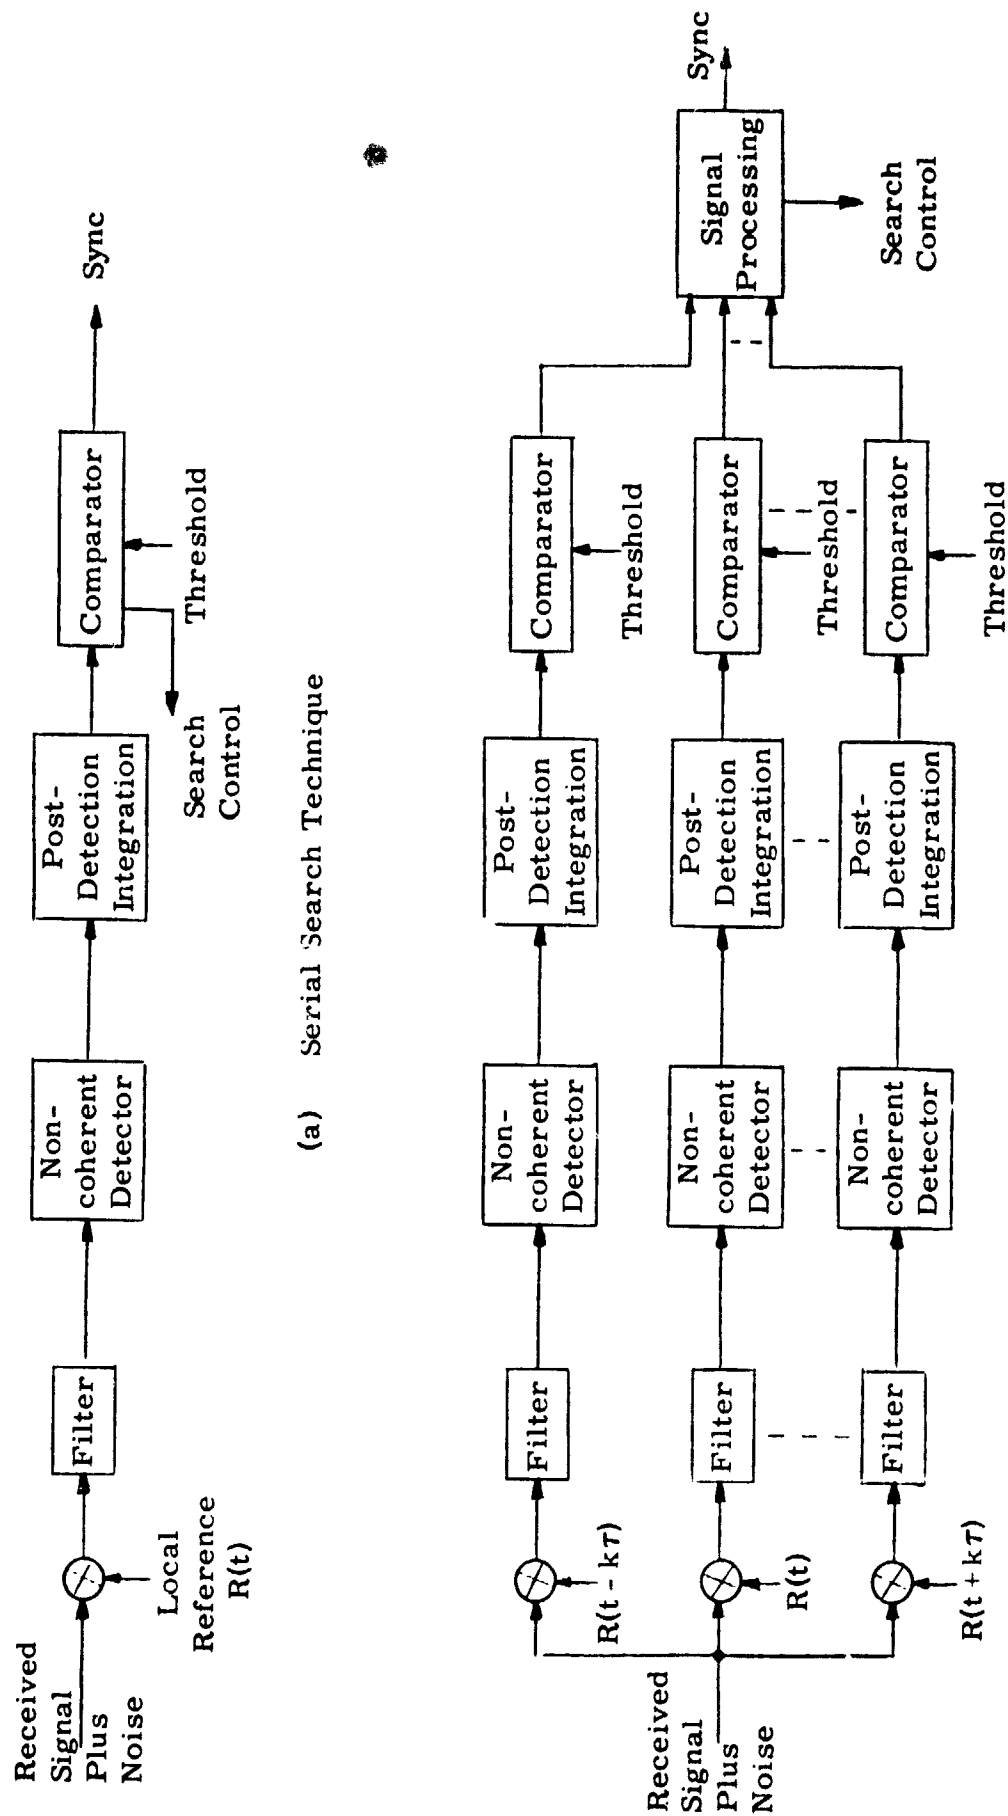 Received
Signal
Plus
Noise
Local
Reference
R(t)
Filter
Non-
coherent
Detector
Post-
Detection
Integration
Search
Control
Comparator
Threshold
Sync
(a) Serial Search Technique
Received
Signal
Plus
Noise
R(t - kτ)
Filter
Non-
coherent
Detector
Post-
Detection
Integration
Comparator
Threshold
R(t)
Filter
Non-
coherent
Detector
Post-
Detection
Integration
Comparator
Threshold
R(t + kτ)
Filter
Non-
coherent
Detector
Post-
Detection
Integration
Comparator
Threshold
Signal
Processing
Sync
Search
Control